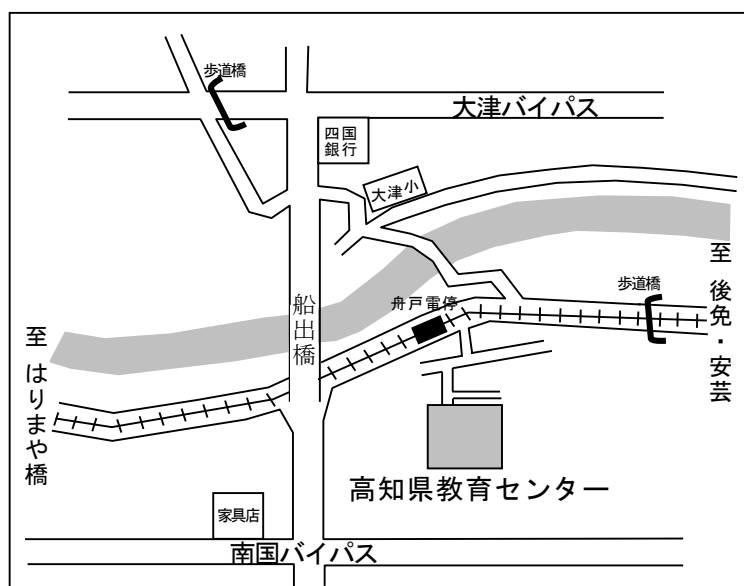 歩道橋
大津バイパス
四国
銀行
大津小
至 後免・安芸
歩道橋
舟戸電停
船出橋
至 はりまや橋
高知県教育センター
家具店
南国バイパス